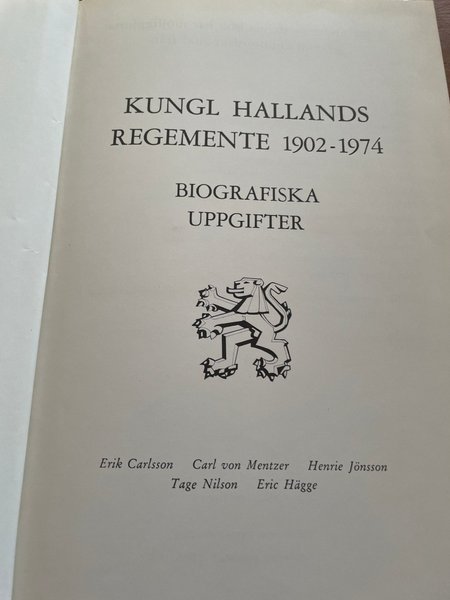 KUNGL HALLANDS
REGEMENTE 1902-1974
BIOGRAFISKA
UPPGIFTER
Erik Carlsson Carl von Mentzer Henrie Jönsson
Tage Nilson Eric Hägge